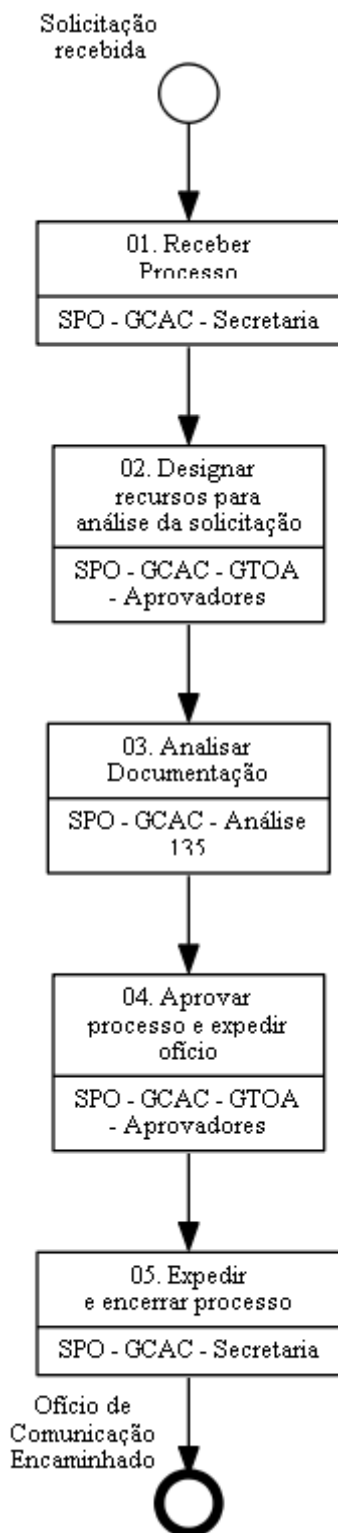 Solicitação
recebida
01. Receber
Processo
SPO - GCAC - Secretaria
02. Designar
recursos para
análise da solicitação
SPO - GCAC - GTOA
- Aprovadores
03. Analisar
Documentação
SPO - GCAC - Análise
135
04. Aprovar
processo e expedir
ofício
SPO - GCAC - GTOA
- Aprovadores
05. Expedir
e encerrar processo
SPO - GCAC - Secretaria
Ofício de
Comunicação
Encaminhado